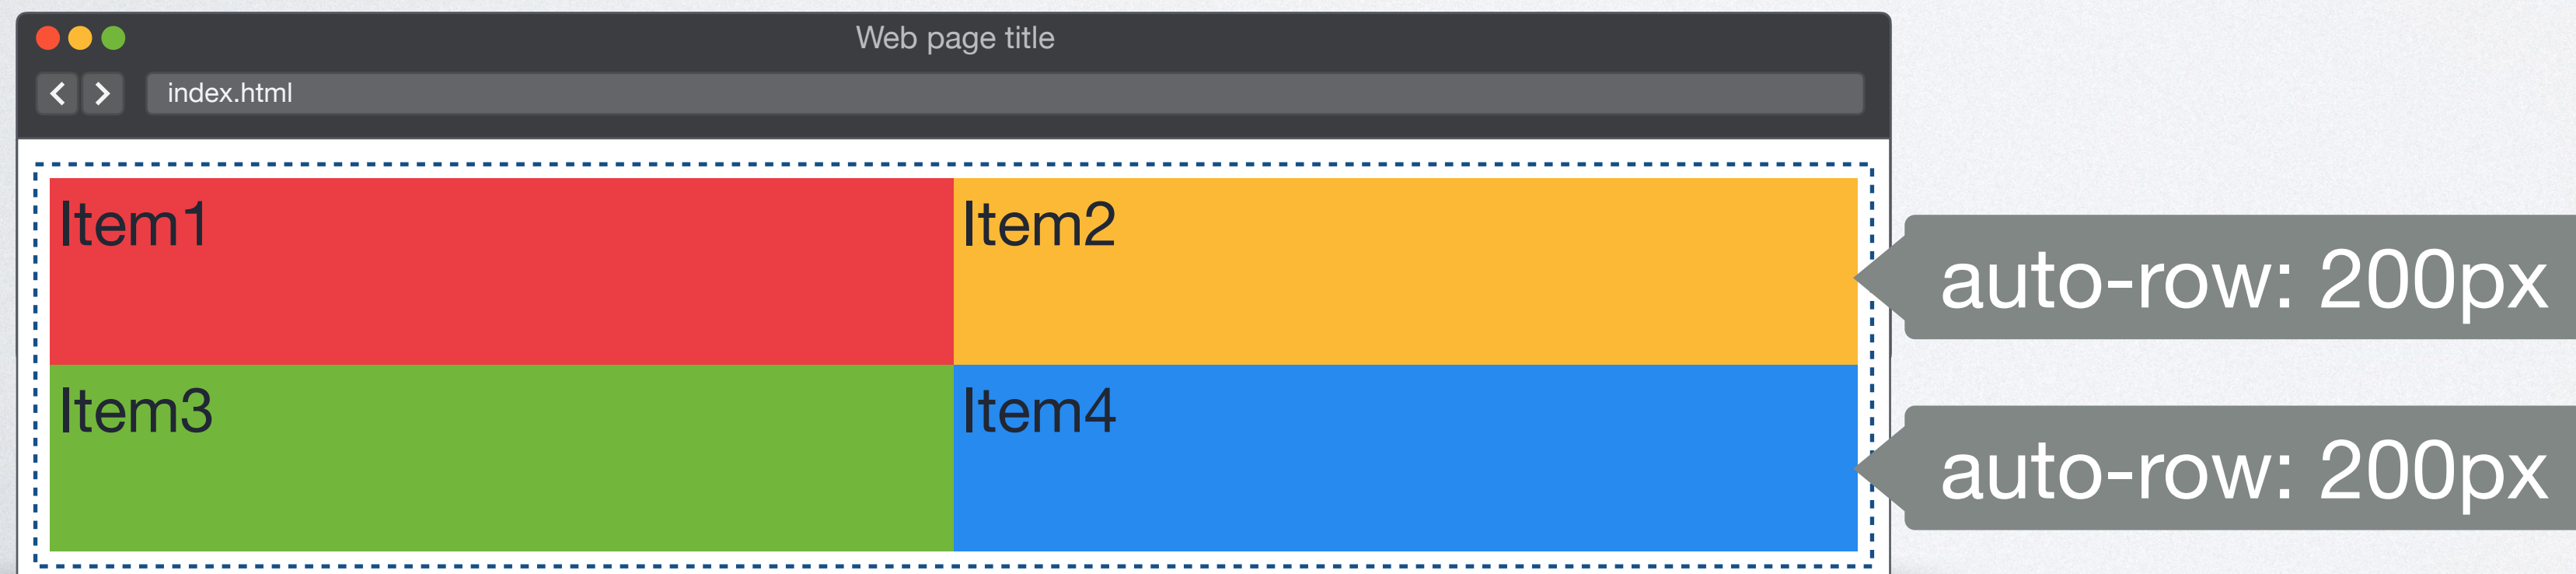 Web page title
index.html
Item1
Item2
auto-row: 200px
Item3
Item4
auto-row: 200px